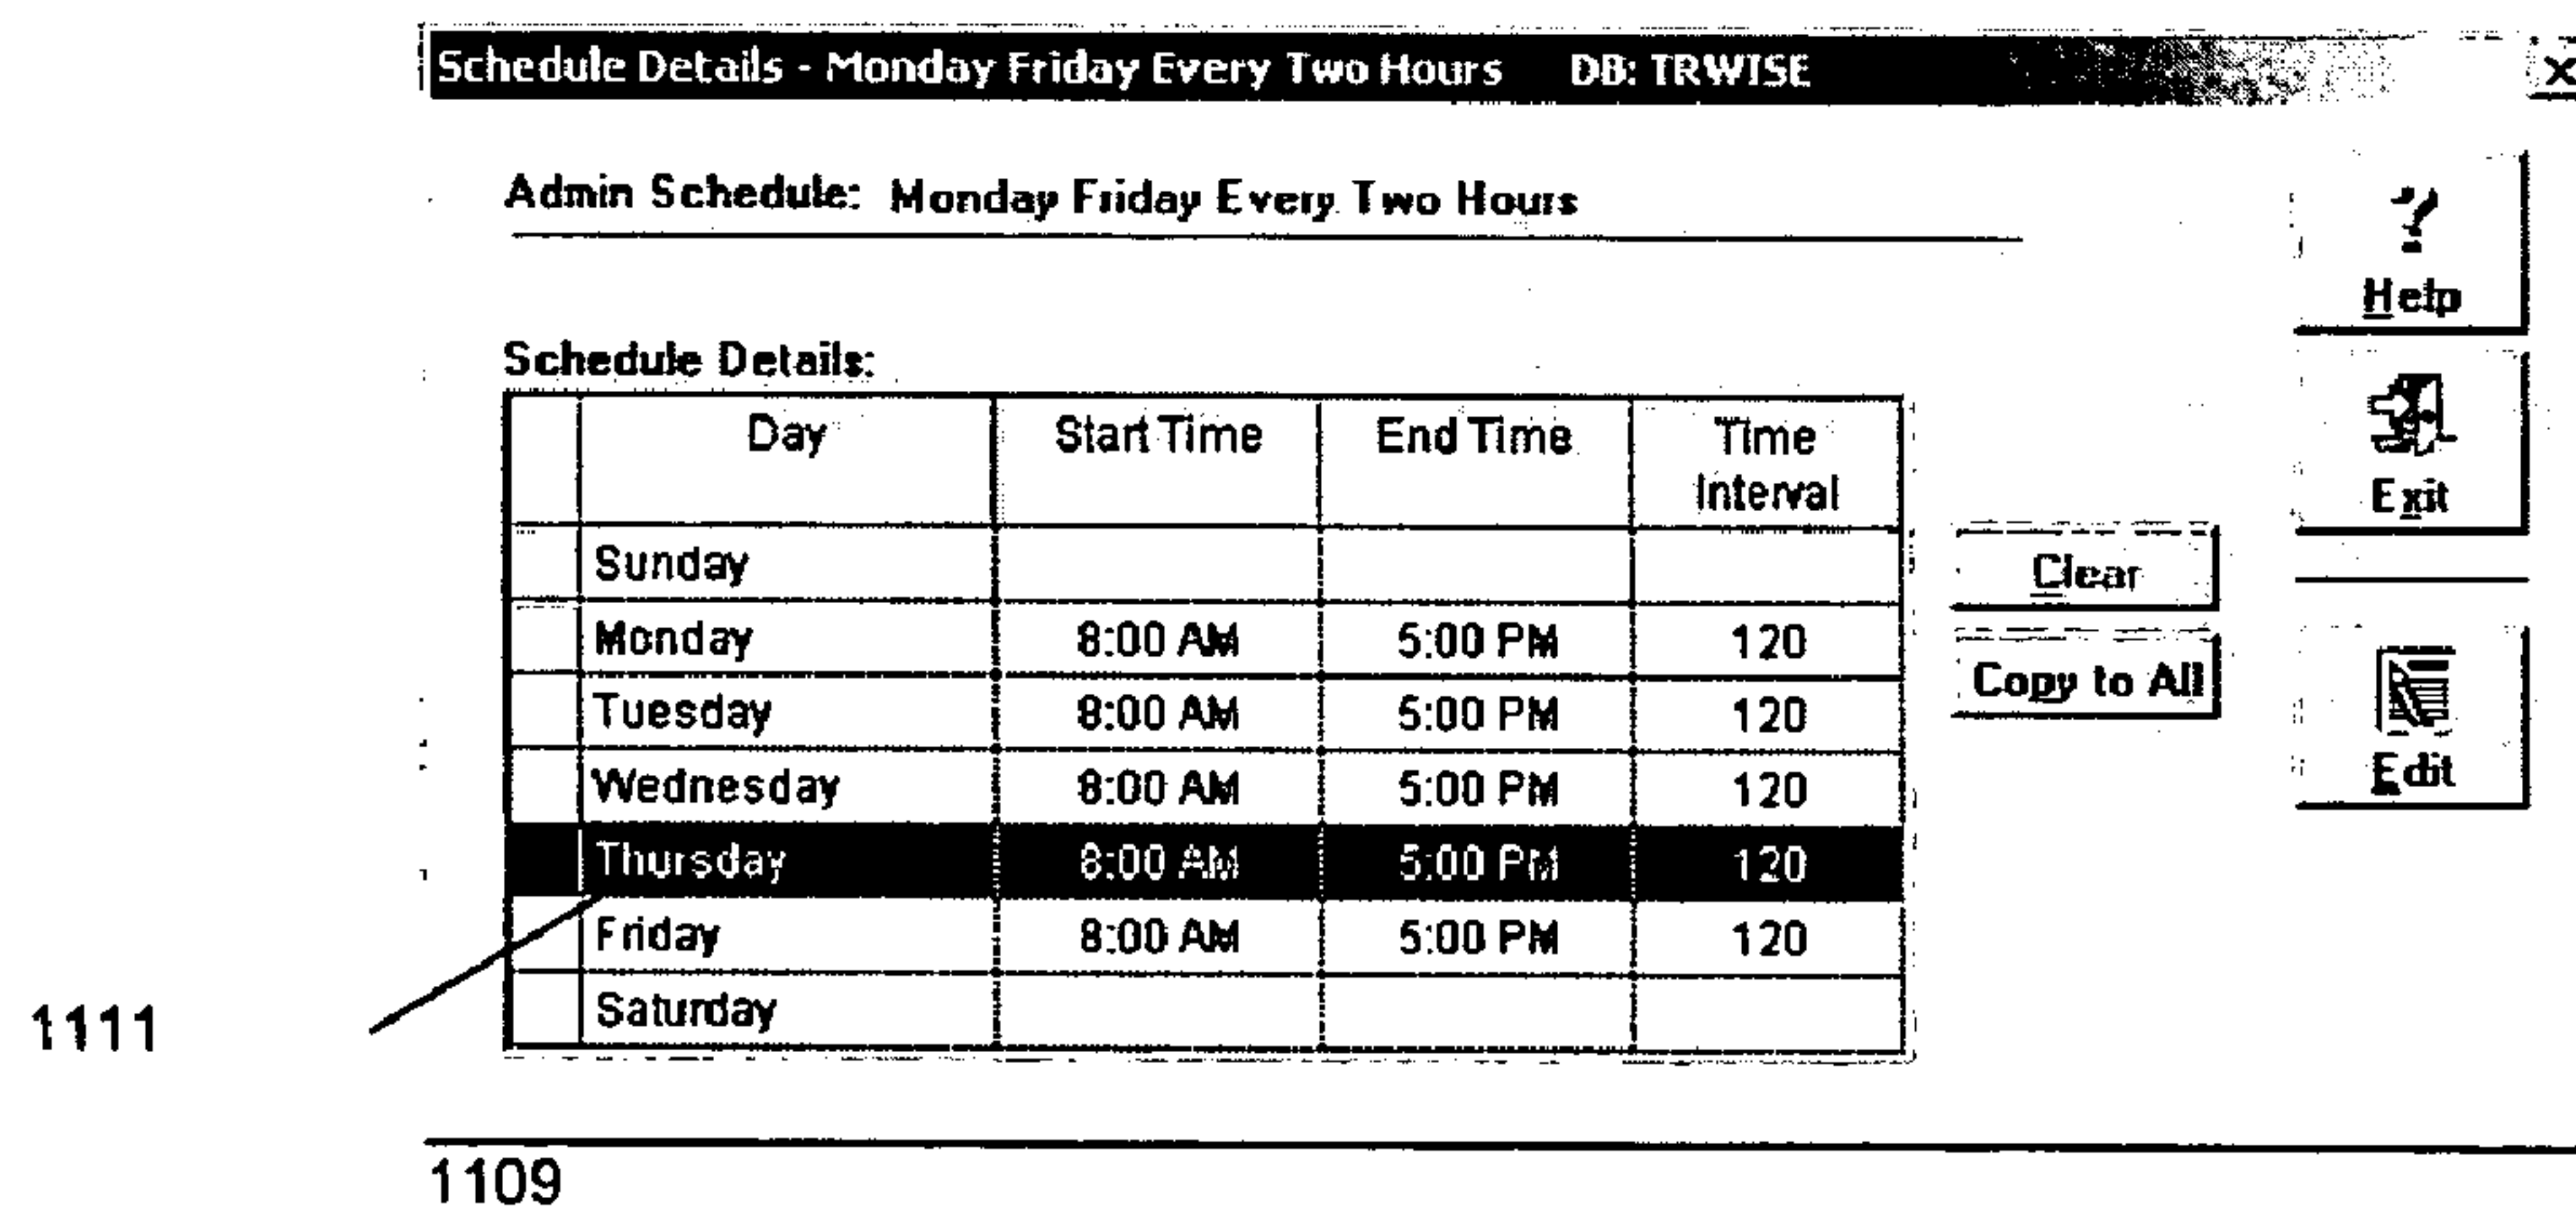 Schedule Details - Monday Friday Every Two Hours DB: TRWISE
Admin Schedule: Monday Friday Every Two Hours
? Help
Schedule Details:
Exit
Day Start Time End Time Time Interval
Sunday
Clear
Monday 8:00 AM 5:00 PM 120
Copy to All
Tuesday 8:00 AM 5:00 PM 120
Edit
Wednesday 8:00 AM 5:00 PM 120
Thursday 8:00 AM 5:00 PM 120
Friday 8:00 AM 5:00 PM 120
Saturday
1111
1109